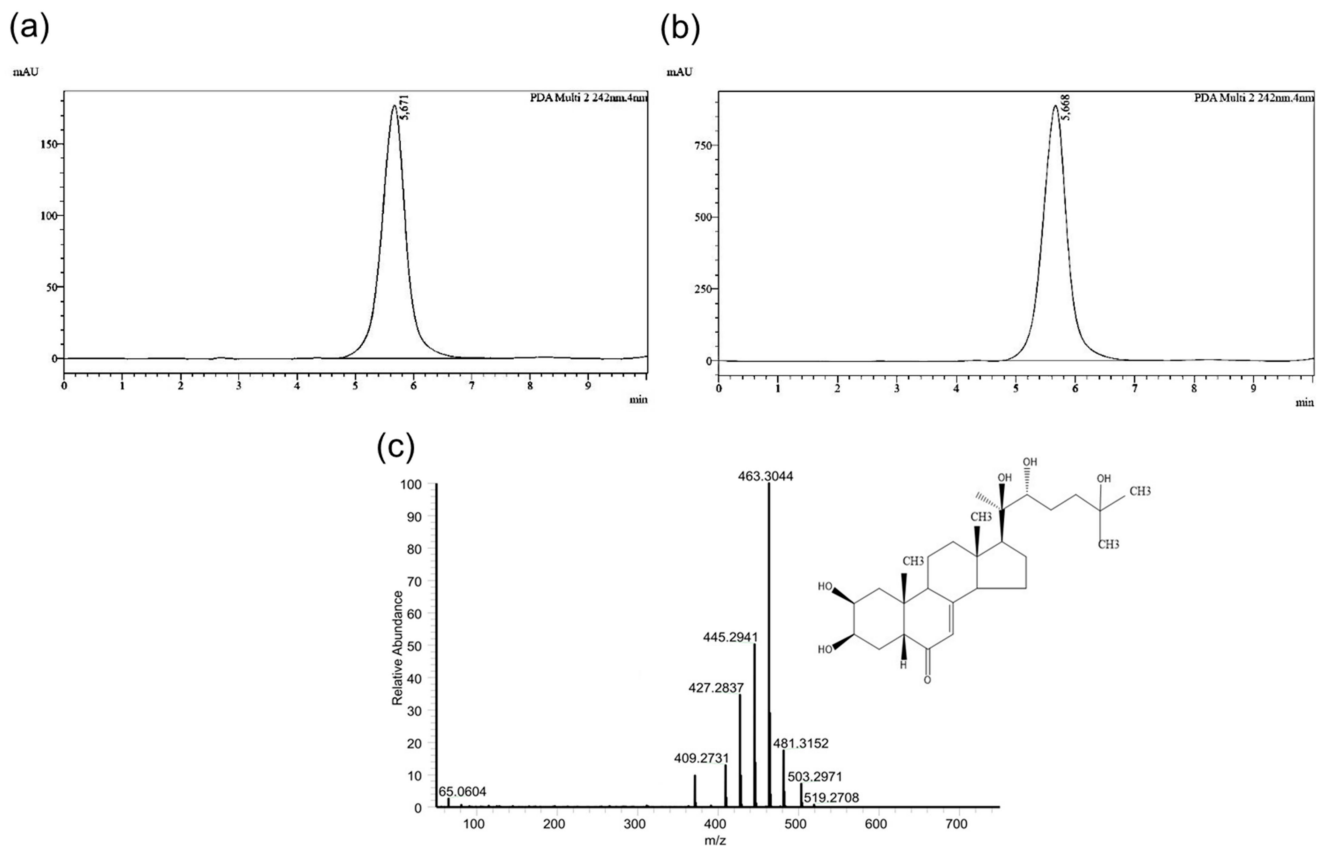 (a)
mAU
PDA Multi 2 242nm.4nm
5,671
150
100
50
0
0 1 2 3 4 5 6 7 8 9
min
(b)
mAU
PDA Multi 2 242nm.4nm
5,668
750
500
250
0
0 1 2 3 4 5 6 7 8 9
min
(c)
Relative Abundance
100
90
80
70
60
50
40
30
20
10
0
463.3044
445.2941
427.2837
409.2731
481.3152
503.2971
519.2708
65.0604
100 200 300 400 500 600 700
m/z
OH
OH
OH
CH3
CH3
CH3
CH3
HO
HO
H
O